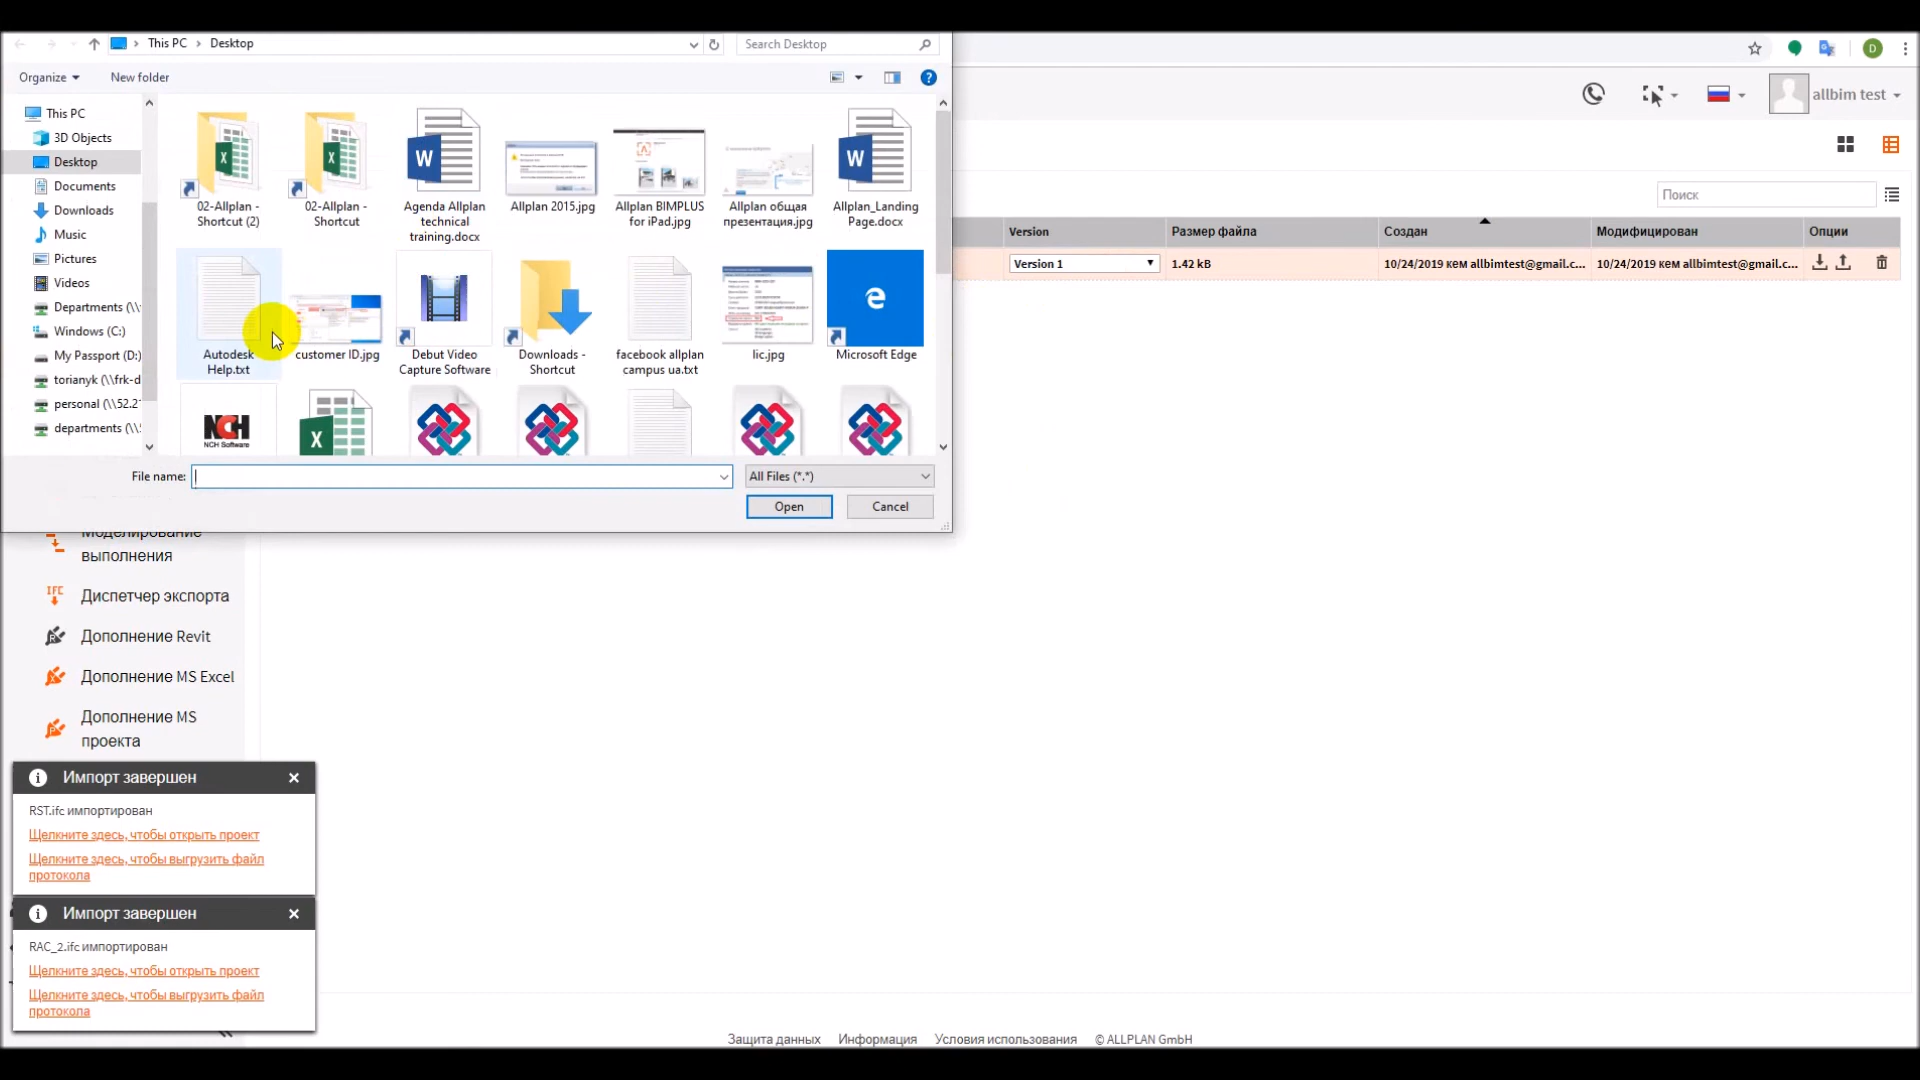 This PC > Desktop
Search Desktop
Organize
New folder
This PC
3D Objects
Desktop
Documents
Downloads
Music
Pictures
Videos
Departments (\\
Windows (C:)
My Passport (D:)
torianyk (\\frk-d
personal (\\52.2
departments (\\
02-Allplan - Shortcut (2)
02-Allplan - Shortcut
Agenda Allplan technical training.docx
Allplan 2015.jpg
Allplan BIMPLUS for iPad.jpg
Allplan общая презентация.jpg
Allplan_Landing Page.docx
Autodesk Help.txt
customer ID.jpg
Debut Video Capture Software
Downloads - Shortcut
facebook allplan campus ua.txt
lic.jpg
Microsoft Edge
NCH Software
File name:
All Files (*.*)
Open
Cancel
D
allbim test
Поиск
Version
Размер файла
Создан
Модифицирован
Опции
Version 1
1.42 kB
10/24/2019 кем allbimtest@gmail.c...
10/24/2019 кем allbimtest@gmail.c...
Моделирование
выполнения
IFC
Диспетчер экспорта
Дополнение Revit
Дополнение MS Excel
Дополнение MS
проекта
Импорт завершен
RST.ifc импортирован
Щелкните здесь, чтобы открыть проект
Щелкните здесь, чтобы выгрузить файл
протокола
Импорт завершен
RAC_2.ifc импортирован
Щелкните здесь, чтобы открыть проект
Щелкните здесь, чтобы выгрузить файл
протокола
Защита данных
Информация
Условия использования
© ALLPLAN GmbH